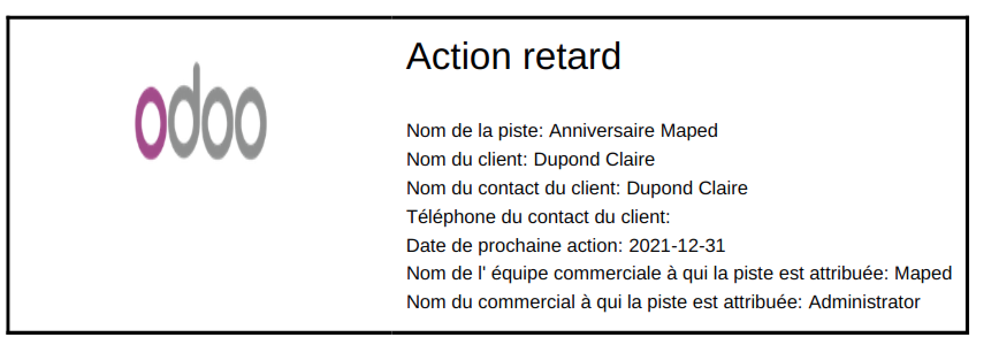 odoo
Action retard
Nom de la piste: Anniversaire Maped
Nom du client: Dupond Claire
Nom du contact du client: Dupond Claire
Téléphone du contact du client:
Date de prochaine action: 2021-12-31
Nom de l' équipe commerciale à qui la piste est attribuée: Maped
Nom du commercial à qui la piste est attribuée: Administrator